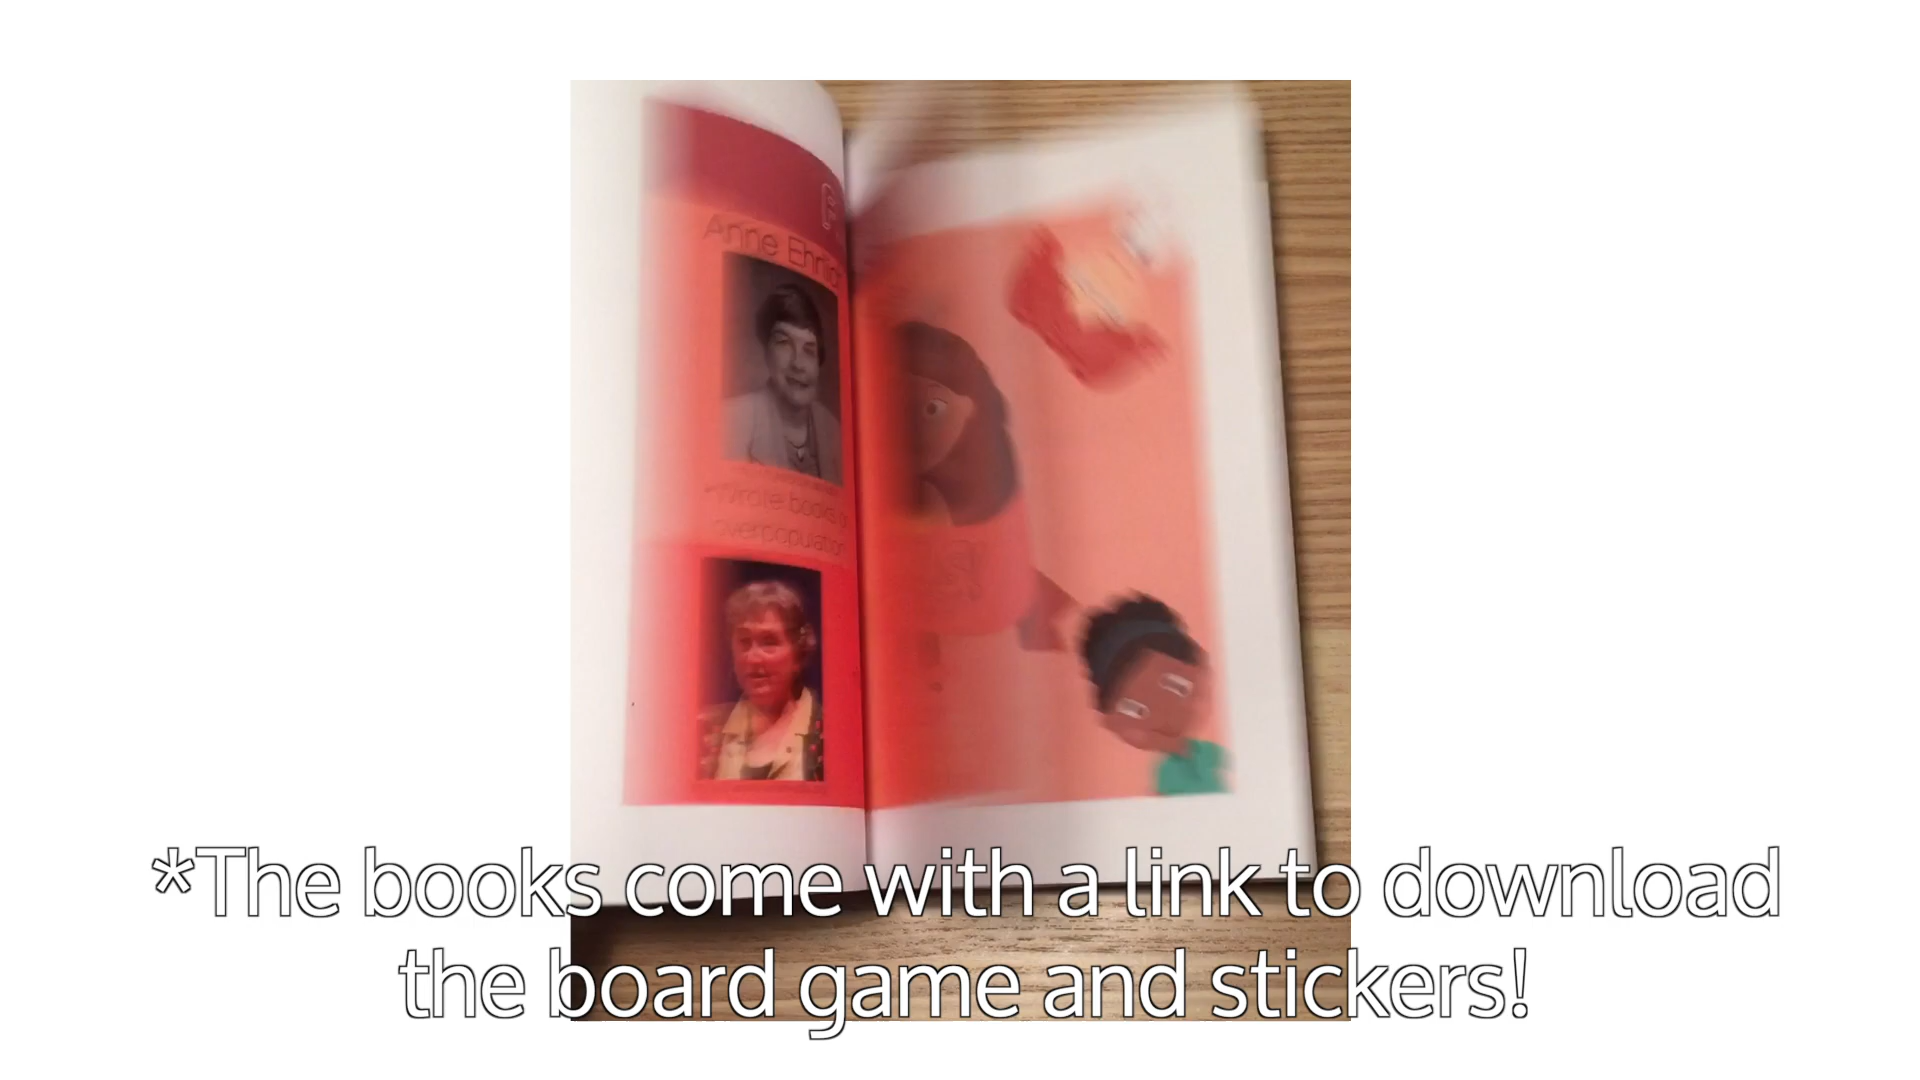 Anne Ehrlich
*Wrote books on
overpopulation
*The books come with a link to download
the board game and stickers!